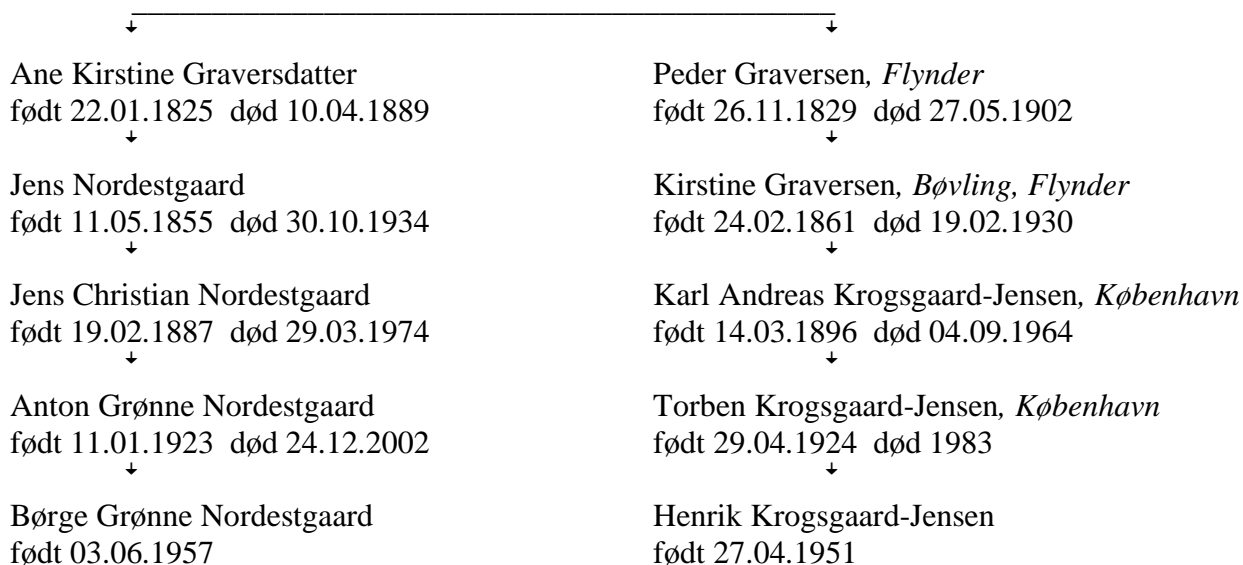 Ane Kirstine Graversdatter
født 22.01.1825 død 10.04.1889
Peder Graversen, Flynder
født 26.11.1829 død 27.05.1902
Jens Nordestgaard
født 11.05.1855 død 30.10.1934
Kirstine Graversen, Bøvling, Flynder
født 24.02.1861 død 19.02.1930
Jens Christian Nordestgaard
født 19.02.1887 død 29.03.1974
Karl Andreas Krogsgaard-Jensen, København
født 14.03.1896 død 04.09.1964
Anton Grønne Nordestgaard
født 11.01.1923 død 24.12.2002
Torben Krogsgaard-Jensen, København
født 29.04.1924 død 1983
Børge Grønne Nordestgaard
født 03.06.1957
Henrik Krogsgaard-Jensen
født 27.04.1951